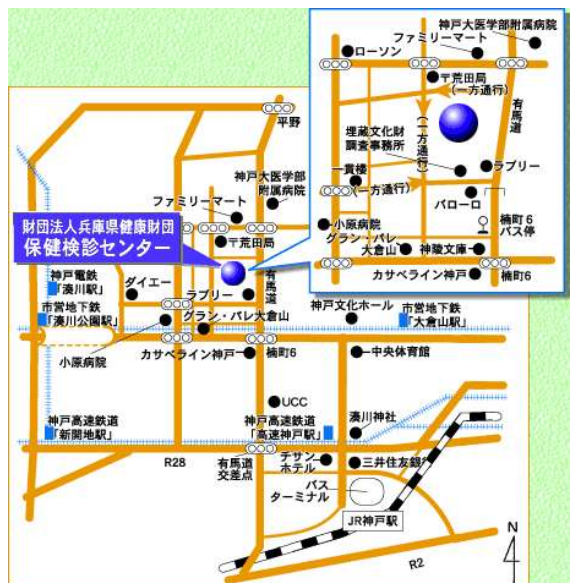 神戸大医学部附属病院
ファミリーマート
ローソン
〒荒田局
(一方通行)
有馬道
(一方通行)
埋蔵文化財
調査事務所
ラブリー
一貫樓
(一方通行)
バローロ
小原病院
楠町6
バス停
グラン・バレ
大倉山
神陵文庫
カサベライン神戸
楠町6
平野
神戸大医学部
附属病院
ファミリーマート
財団法人兵庫県健康財団
保健検診センター
〒荒田局
神戸電鉄
「湊川駅」
ダイエー
ラブリー
有馬道
市営地下鉄
「湊川公園駅」
グラン・バレ大倉山
神戸文化ホール
市営地下鉄
「大倉山駅」
小原病院
カサベライン神戸
楠町6
中央体育館
UCC
神戸高速鉄道
「新開地駅」
神戸高速鉄道
「高速神戸駅」
湊川神社
R28
有馬道
交差点
チサン
ホテル
三井住友銀
バス
ターミナル
JR神戸駅
R2
N